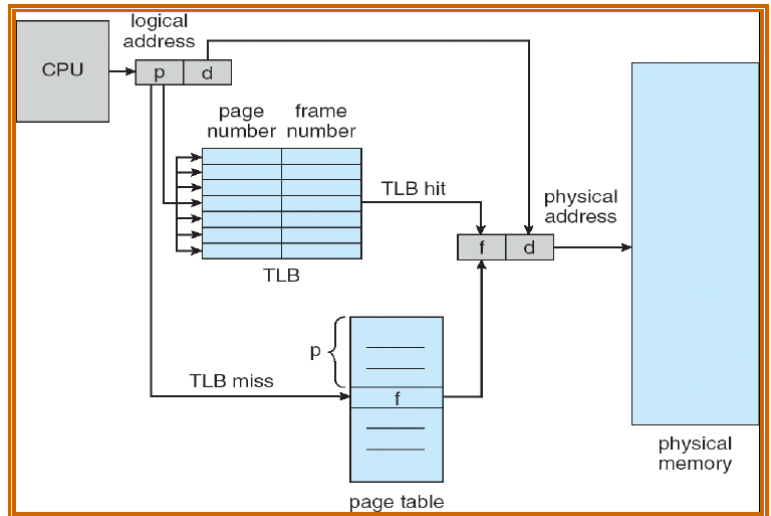 logical
address
CPU
p
d
page
number
frame
number
TLB hit
physical
address
f
d
TLB
p
TLB miss
f
physical
memory
page table